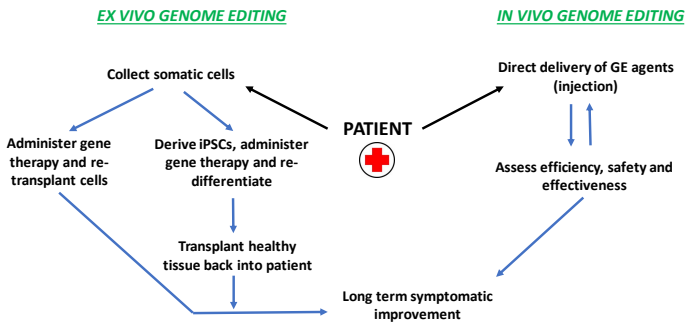 EX VIVO GENOME EDITING
IN VIVO GENOME EDITING
Collect somatic cells
Direct delivery of GE agents
(injection)
PATIENT
Administer gene
therapy and re-
transplant cells
Derive iPSCs, administer
gene therapy and re-
differentiate
Assess efficiency, safety and
effectiveness
Transplant healthy
tissue back into patient
Long term symptomatic
improvement